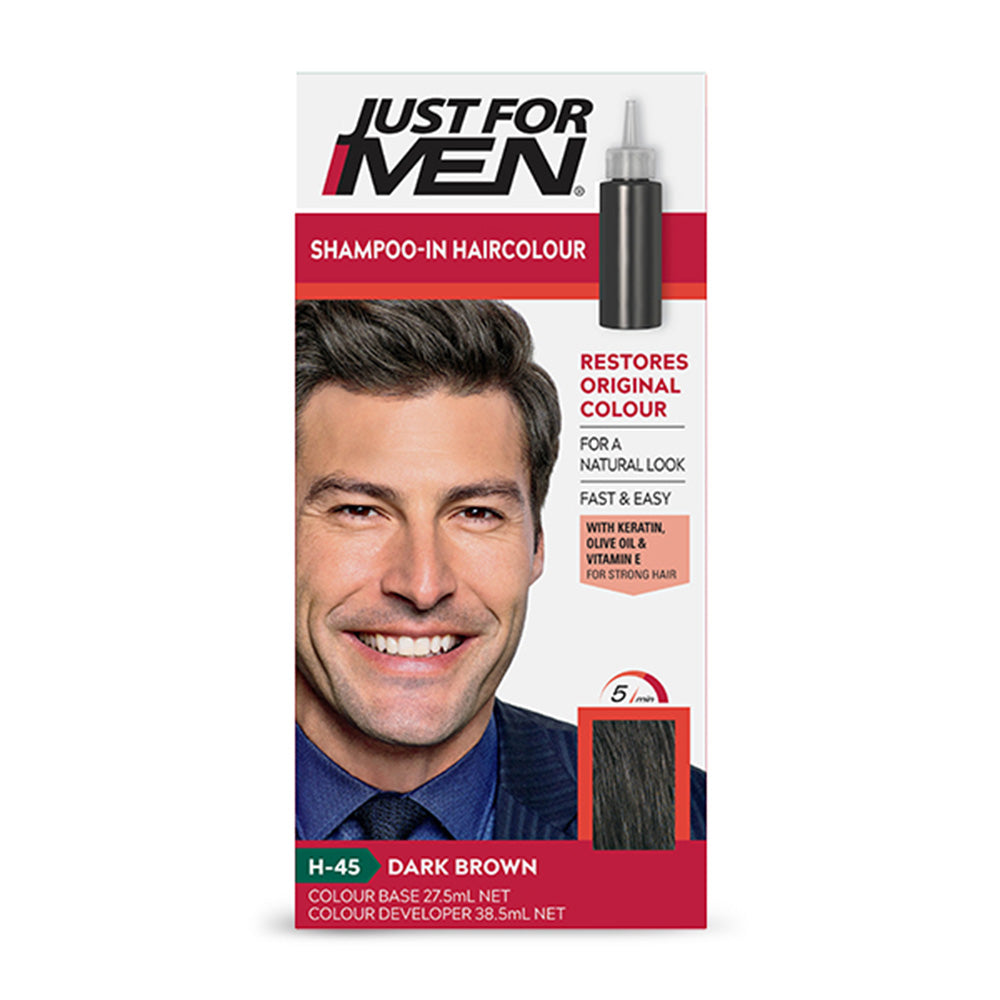 JUST FOR
MEN®
SHAMPOO-IN HAIRCOLOUR
RESTORES
ORIGINAL
COLOUR
FOR A
NATURAL LOOK
FAST & EASY
WITH KERATIN,
OLIVE OIL &
VITAMIN E
FOR STRONG HAIR
5/min
H-45 DARK BROWN
COLOUR BASE 27.5mL NET
COLOUR DEVELOPER 38.5mL NET